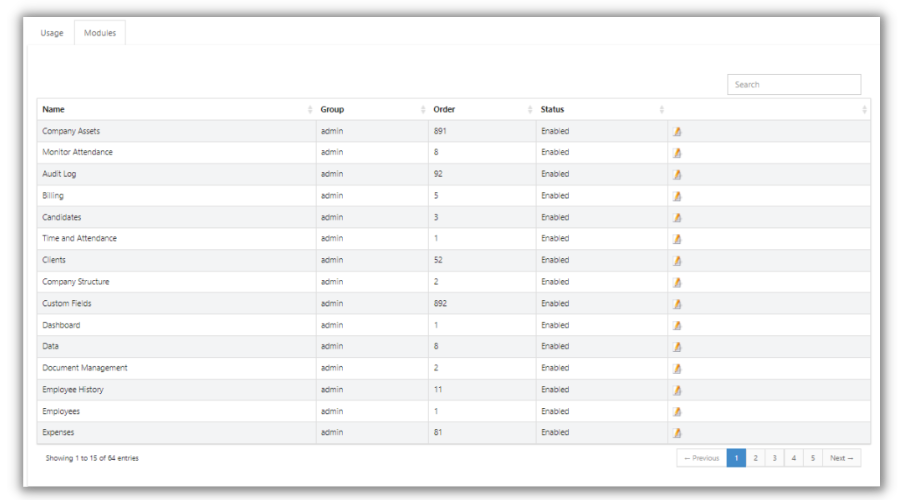 Usage Modules
Search
Name Group Order Status
Company Assets admin 891 Enabled
Monitor Attendance admin 8 Enabled
Audit Log admin 92 Enabled
Billing admin 5 Enabled
Candidates admin 3 Enabled
Time and Attendance admin 1 Enabled
Clients admin 52 Enabled
Company Structure admin 2 Enabled
Custom Fields admin 892 Enabled
Dashboard admin 1 Enabled
Data admin 8 Enabled
Document Management admin 2 Enabled
Employee History admin 11 Enabled
Employees admin 1 Enabled
Expenses admin 81 Enabled
Showing 1 to 15 of 64 entries ← Previous 1 2 3 4 5 Next →